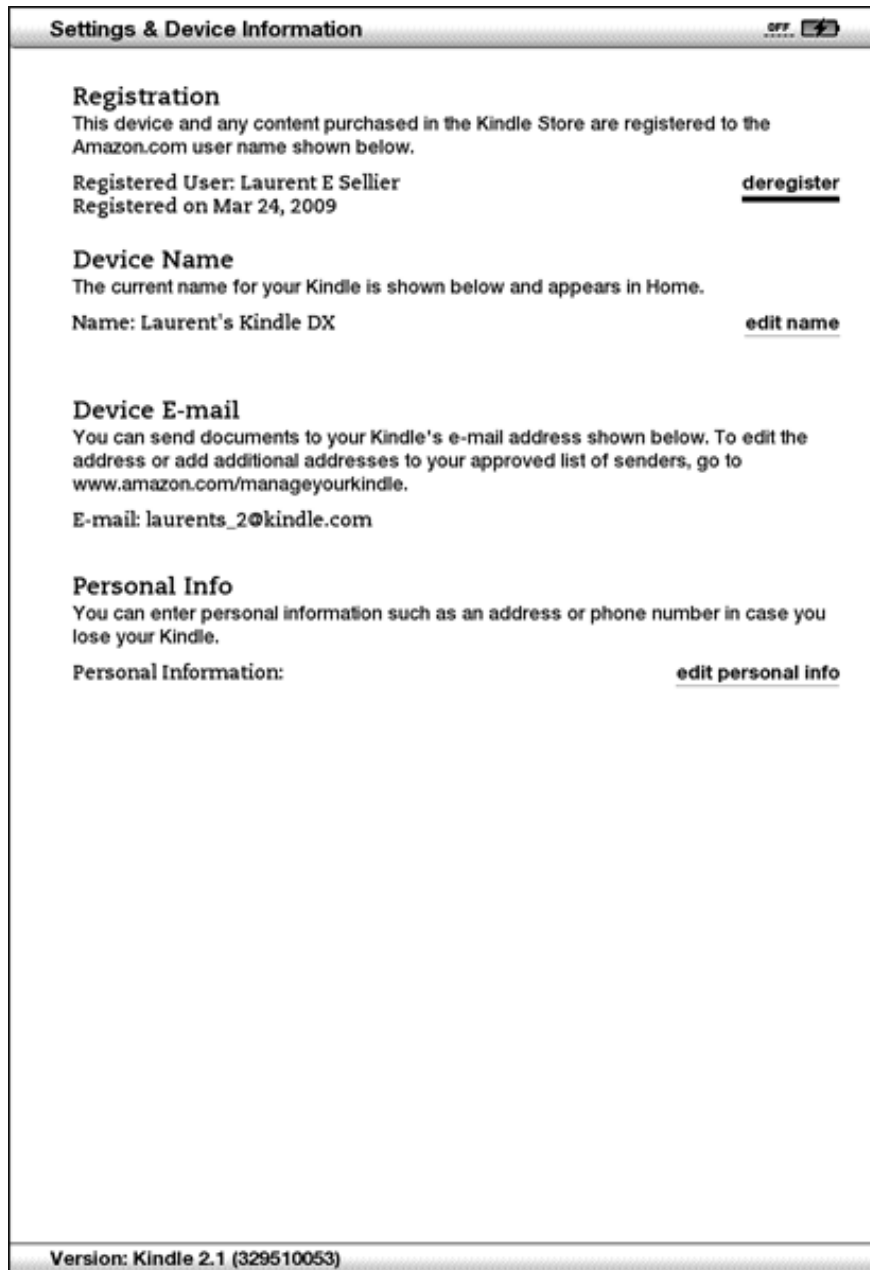 Settings & Device Information OFF
Registration
This device and any content purchased in the Kindle Store are registered to the
Amazon.com user name shown below.
Registered User: Laurent E Sellier deregister
Registered on Mar 24, 2009
Device Name
The current name for your Kindle is shown below and appears in Home.
Name: Laurent's Kindle DX edit name
Device E-mail
You can send documents to your Kindle's e-mail address shown below. To edit the
address or add additional addresses to your approved list of senders, go to
www.amazon.com/manageyourkindle.
E-mail: laurents_2@kindle.com
Personal Info
You can enter personal information such as an address or phone number in case you
lose your Kindle.
Personal Information: edit personal info
Version: Kindle 2.1 (329510053)